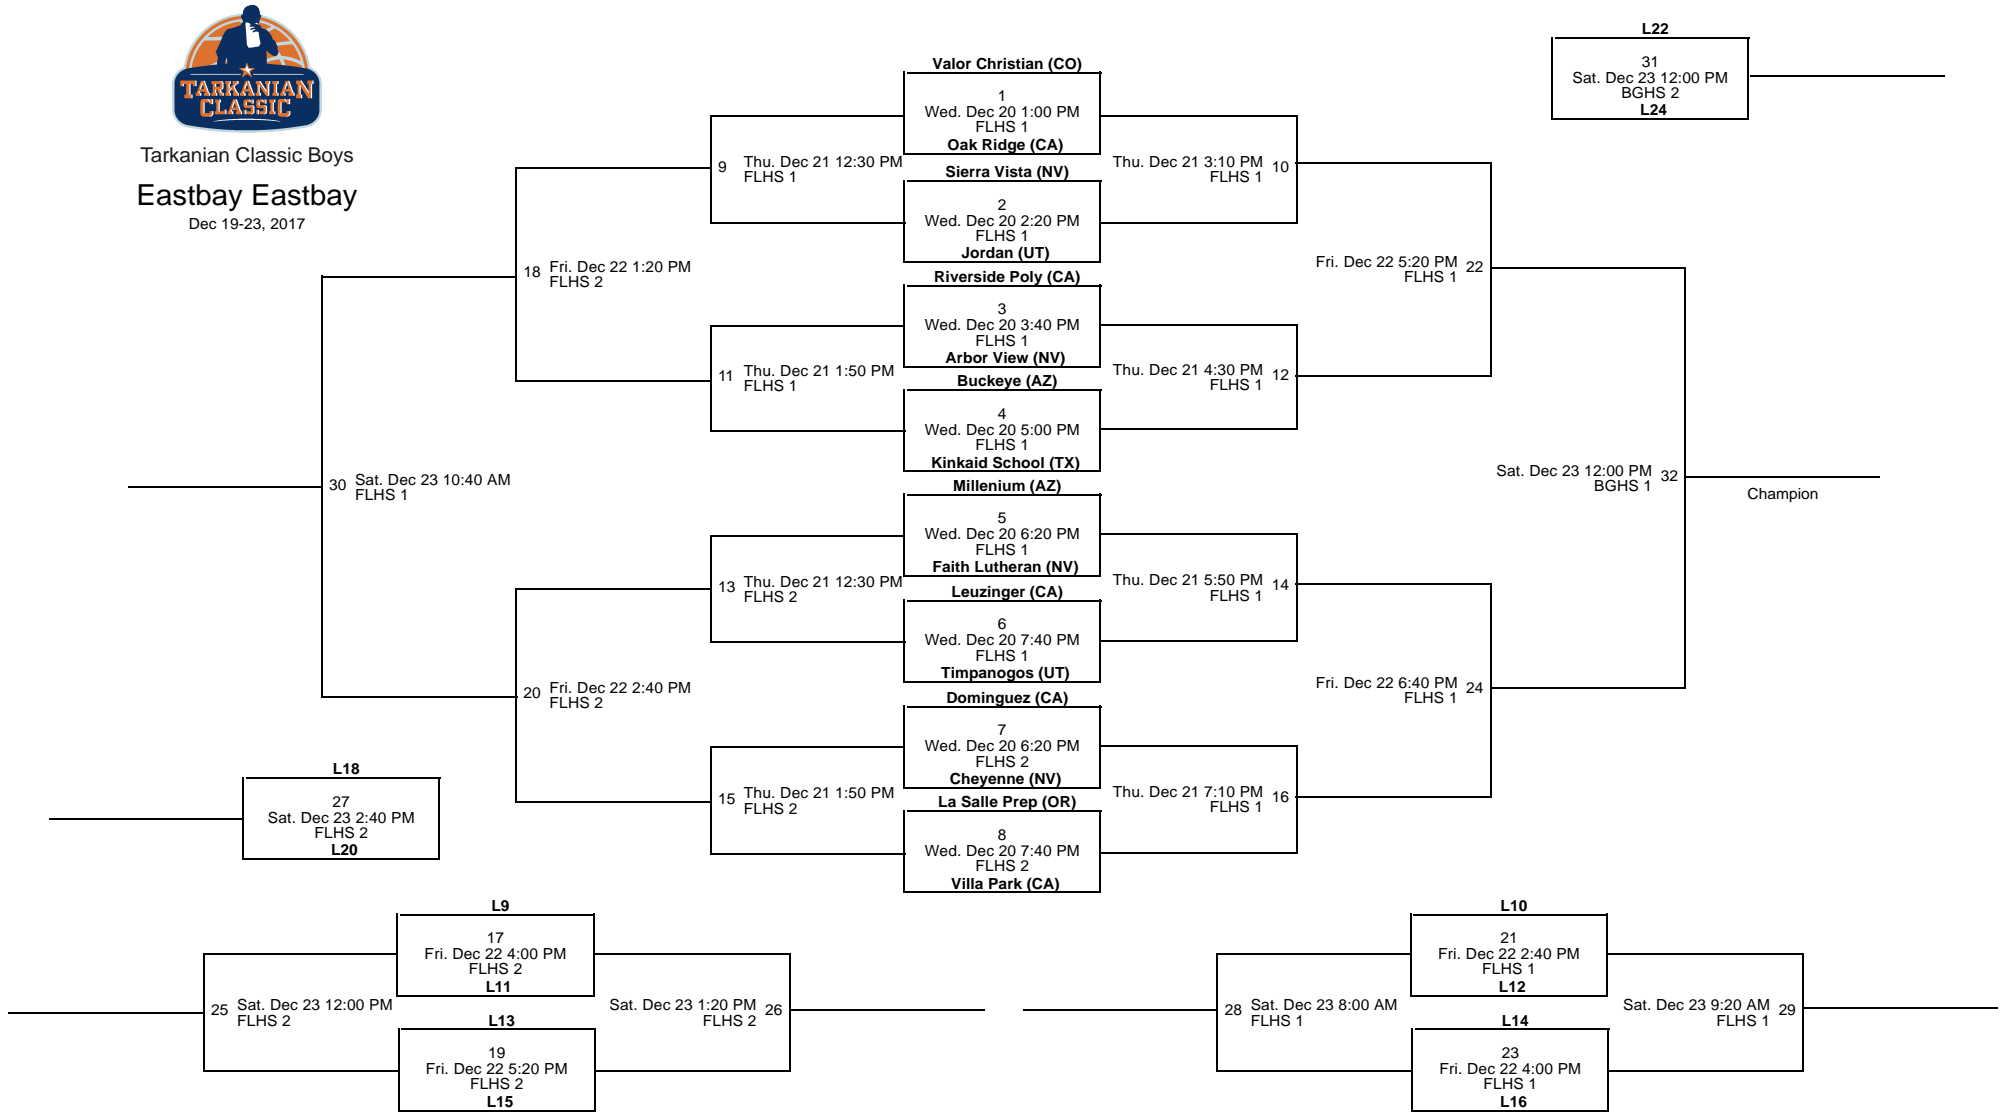 TARKANIAN
CLASSIC
Tarkanian Classic Boys
Eastbay Eastbay
Dec 19-23, 2017
L22
31
Sat. Dec 23 12:00 PM
BGHS 2
L24
Valor Christian (CO)
1
Wed. Dec 20 1:00 PM
FLHS 1
Oak Ridge (CA)
9 Thu. Dec 21 12:30 PM
FLHS 1
Thu. Dec 21 3:10 PM 10
FLHS 1
Sierra Vista (NV)
2
Wed. Dec 20 2:20 PM
FLHS 1
Jordan (UT)
18 Fri. Dec 22 1:20 PM
FLHS 2
Fri. Dec 22 5:20 PM 22
FLHS 1
Riverside Poly (CA)
3
Wed. Dec 20 3:40 PM
FLHS 1
Arbor View (NV)
11 Thu. Dec 21 1:50 PM
FLHS 1
Thu. Dec 21 4:30 PM 12
FLHS 1
Buckeye (AZ)
4
Wed. Dec 20 5:00 PM
FLHS 1
Kinkaid School (TX)
30 Sat. Dec 23 10:40 AM
FLHS 1
Sat. Dec 23 12:00 PM 32
BGHS 1
Champion
Millenium (AZ)
5
Wed. Dec 20 6:20 PM
FLHS 1
Faith Lutheran (NV)
13 Thu. Dec 21 12:30 PM
FLHS 2
Thu. Dec 21 5:50 PM 14
FLHS 1
Leuzinger (CA)
6
Wed. Dec 20 7:40 PM
FLHS 1
Timpanogos (UT)
20 Fri. Dec 22 2:40 PM
FLHS 2
Fri. Dec 22 6:40 PM 24
FLHS 1
Dominguez (CA)
7
Wed. Dec 20 6:20 PM
FLHS 2
Cheyenne (NV)
15 Thu. Dec 21 1:50 PM
FLHS 2
Thu. Dec 21 7:10 PM 16
FLHS 1
La Salle Prep (OR)
8
Wed. Dec 20 7:40 PM
FLHS 2
Villa Park (CA)
L18
27
Sat. Dec 23 2:40 PM
FLHS 2
L20
L9
17
Fri. Dec 22 4:00 PM
FLHS 2
L11
25 Sat. Dec 23 12:00 PM
FLHS 2
Sat. Dec 23 1:20 PM 26
FLHS 2
L13
19
Fri. Dec 22 5:20 PM
FLHS 2
L15
L10
21
Fri. Dec 22 2:40 PM
FLHS 1
L12
28 Sat. Dec 23 8:00 AM
FLHS 1
Sat. Dec 23 9:20 AM 29
FLHS 1
L14
23
Fri. Dec 22 4:00 PM
FLHS 1
L16